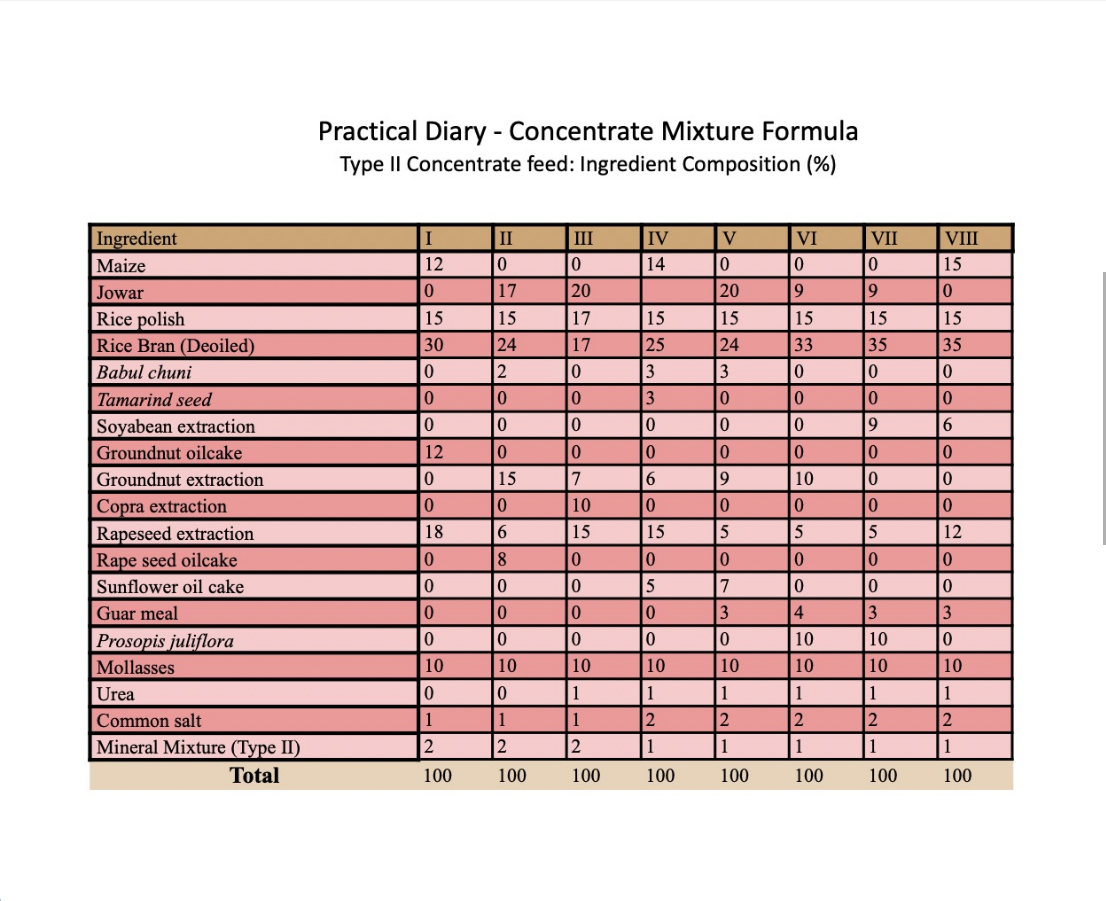 Practical Diary - Concentrate Mixture Formula
Type II Concentrate feed: Ingredient Composition (%)
Ingredient I II III IV V VI VII VIII
Maize 12 0 0 14 0 0 0 15
Jowar 0 17 20 20 9 9 0
Rice polish 15 15 17 15 15 15 15 15
Rice Bran (Deoiled) 30 24 17 25 24 33 35 35
Babul chuni 0 2 0 3 3 0 0 0
Tamarind seed 0 0 0 3 0 0 0 0
Soyabean extraction 0 0 0 0 0 0 9 6
Groundnut oilcake 12 0 0 0 0 0 0 0
Groundnut extraction 0 15 7 6 9 10 0 0
Copra extraction 0 0 10 0 0 0 0 0
Rapeseed extraction 18 6 15 15 5 5 5 12
Rape seed oilcake 0 8 0 0 0 0 0 0
Sunflower oil cake 0 0 0 5 7 0 0 0
Guar meal 0 0 0 0 3 4 3 3
Prosopis juliflora 0 0 0 0 0 10 10 0
Mollasses 10 10 10 10 10 10 10 10
Urea 0 0 1 1 1 1 1 1
Common salt 1 1 1 2 2 2 2 2
Mineral Mixture (Type II) 2 2 2 1 1 1 1 1
Total 100 100 100 100 100 100 100 100